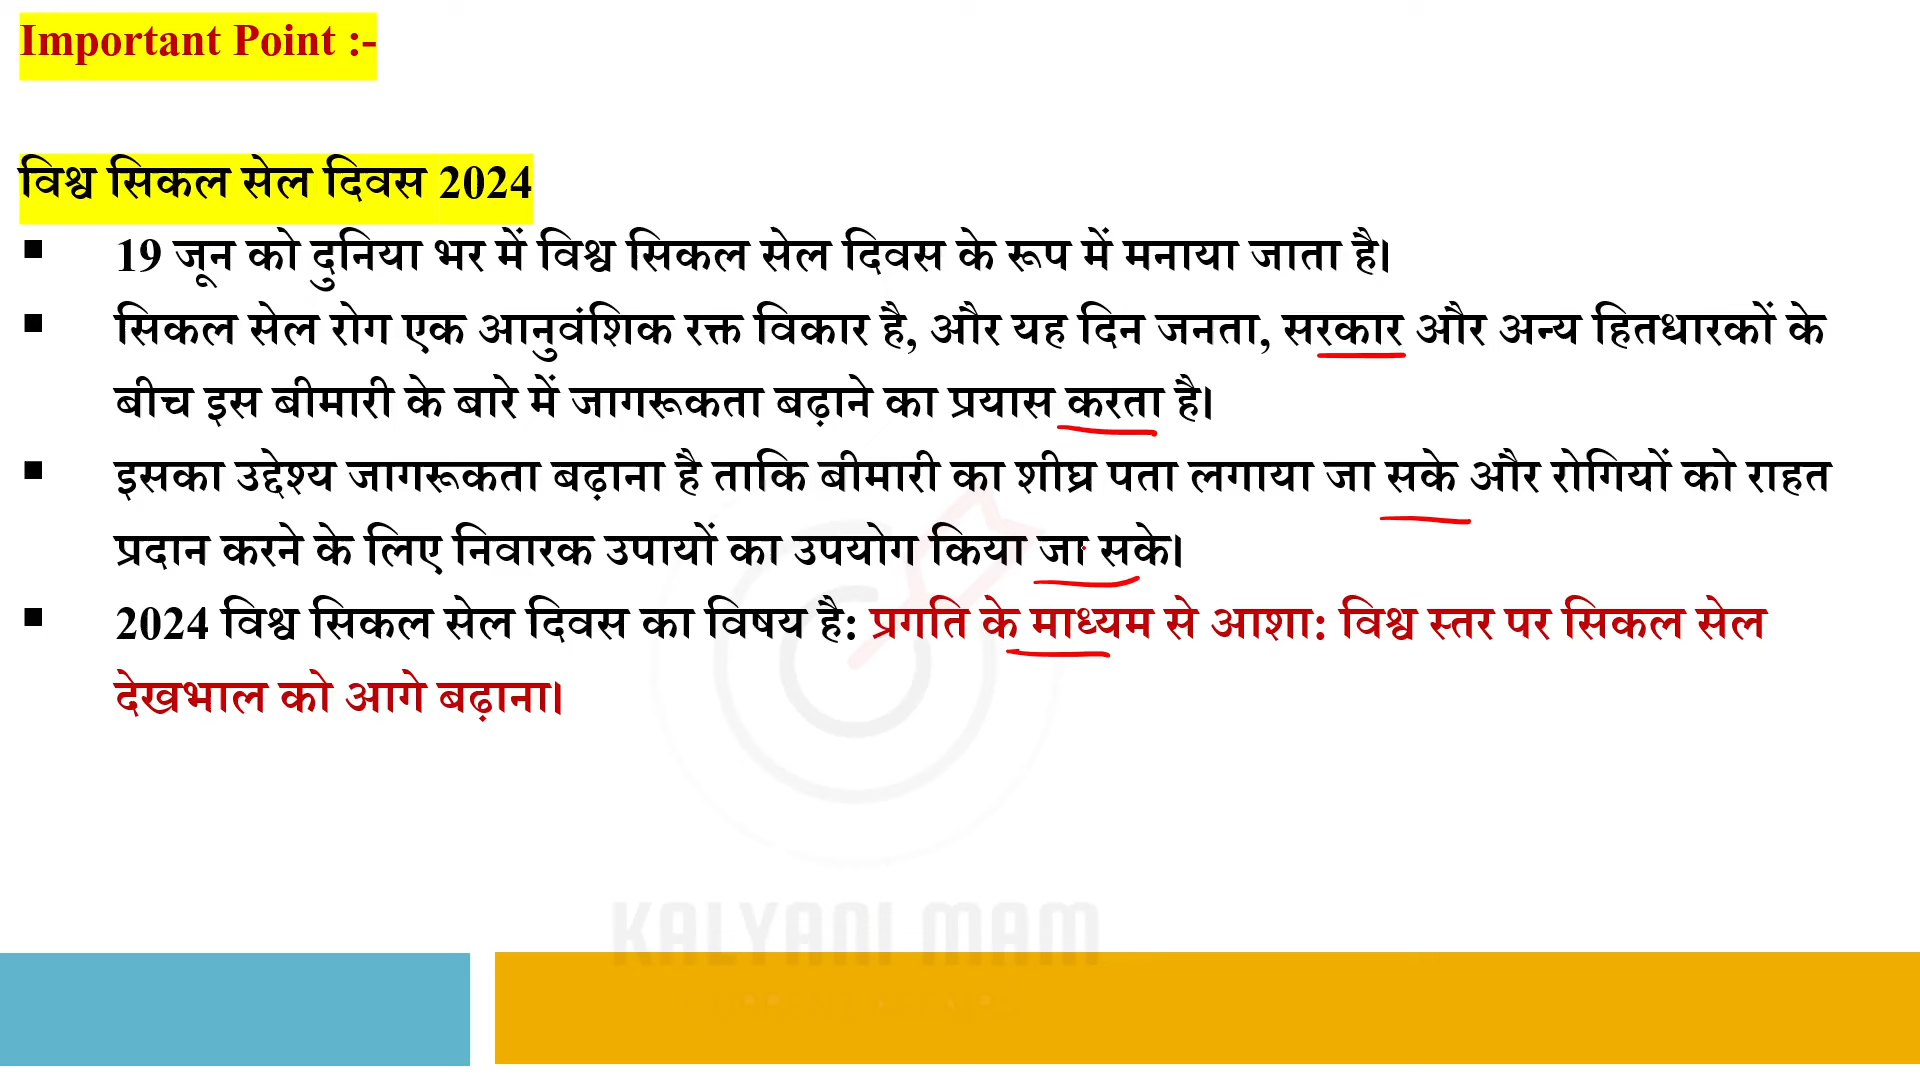 Important Point :-
विश्व सिकल सेल दिवस 2024
▪ 19 जून को दुनिया भर में विश्व सिकल सेल दिवस के रूप में मनाया जाता है।
▪ सिकल सेल रोग एक आनुवंशिक रक्त विकार है, और यह दिन जनता, सरकार और अन्य हितधारकों के
बीच इस बीमारी के बारे में जागरूकता बढ़ाने का प्रयास करता है।
▪ इसका उद्देश्य जागरूकता बढ़ाना है ताकि बीमारी का शीघ्र पता लगाया जा सके और रोगियों को राहत
प्रदान करने के लिए निवारक उपायों का उपयोग किया जा सके।
▪ 2024 विश्व सिकल सेल दिवस का विषय है: प्रगति के माध्यम से आशा: विश्व स्तर पर सिकल सेल
देखभाल को आगे बढ़ाना।
KALYANI MAM